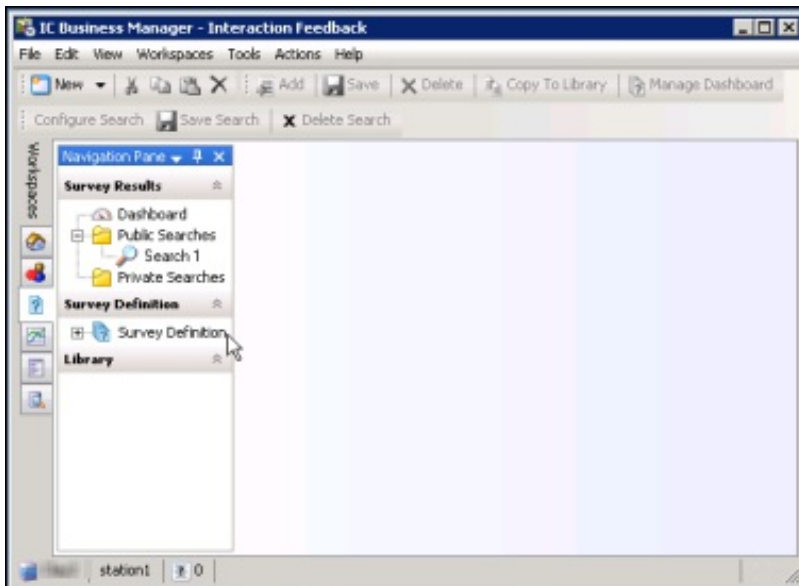 IC Business Manager - Interaction Feedback
File Edit View Workspaces Tools Actions Help
New Add Save Delete Copy To Library Manage Dashboard
Configure Search Save Search Delete Search
Workspaces
Navigation Pane
Survey Results
Dashboard
Public Searches
Search 1
Private Searches
Survey Definition
Survey Definition
Library
station1 0